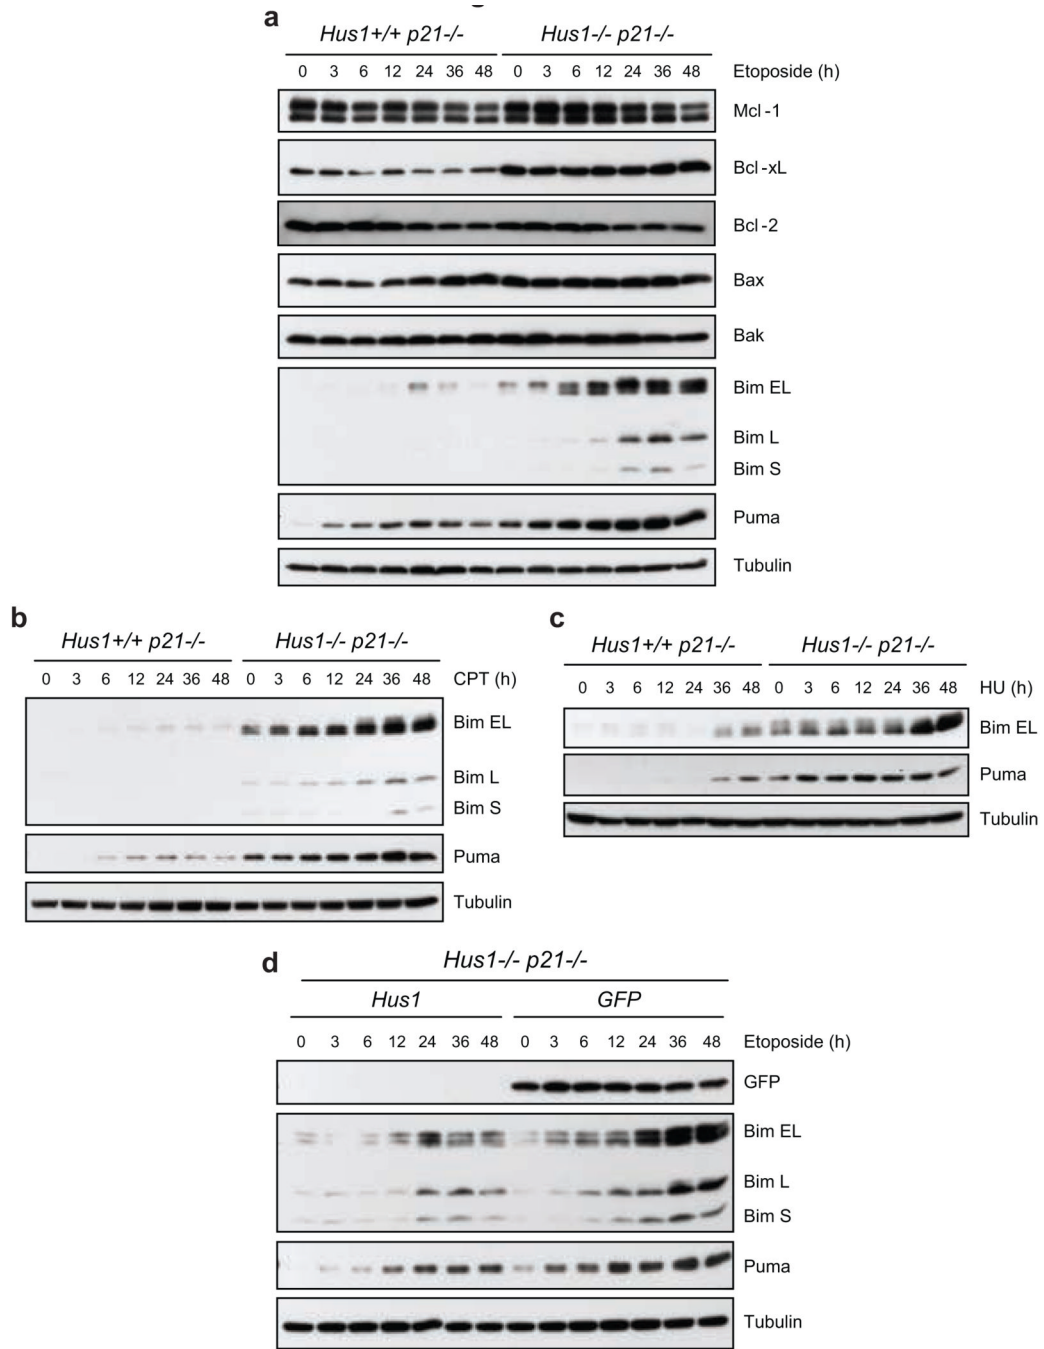 a
Hus1+/+ p21-/- Hus1-/- p21-/-
0 3 6 12 24 36 48 0 3 6 12 24 36 48 Etoposide (h)
Mcl-1
Bcl-xL
Bcl-2
Bax
Bak
Bim EL
Bim L
Bim S
Puma
Tubulin
b
Hus1+/+ p21-/- Hus1-/- p21-/-
0 3 6 12 24 36 48 0 3 6 12 24 36 48 CPT (h)
Bim EL
Bim L
Bim S
Puma
Tubulin
c
Hus1+/+ p21-/- Hus1-/- p21-/-
0 3 6 12 24 36 48 0 3 6 12 24 36 48 HU (h)
Bim EL
Puma
Tubulin
d
Hus1-/- p21-/-
Hus1 GFP
0 3 6 12 24 36 48 0 3 6 12 24 36 48 Etoposide (h)
GFP
Bim EL
Bim L
Bim S
Puma
Tubulin